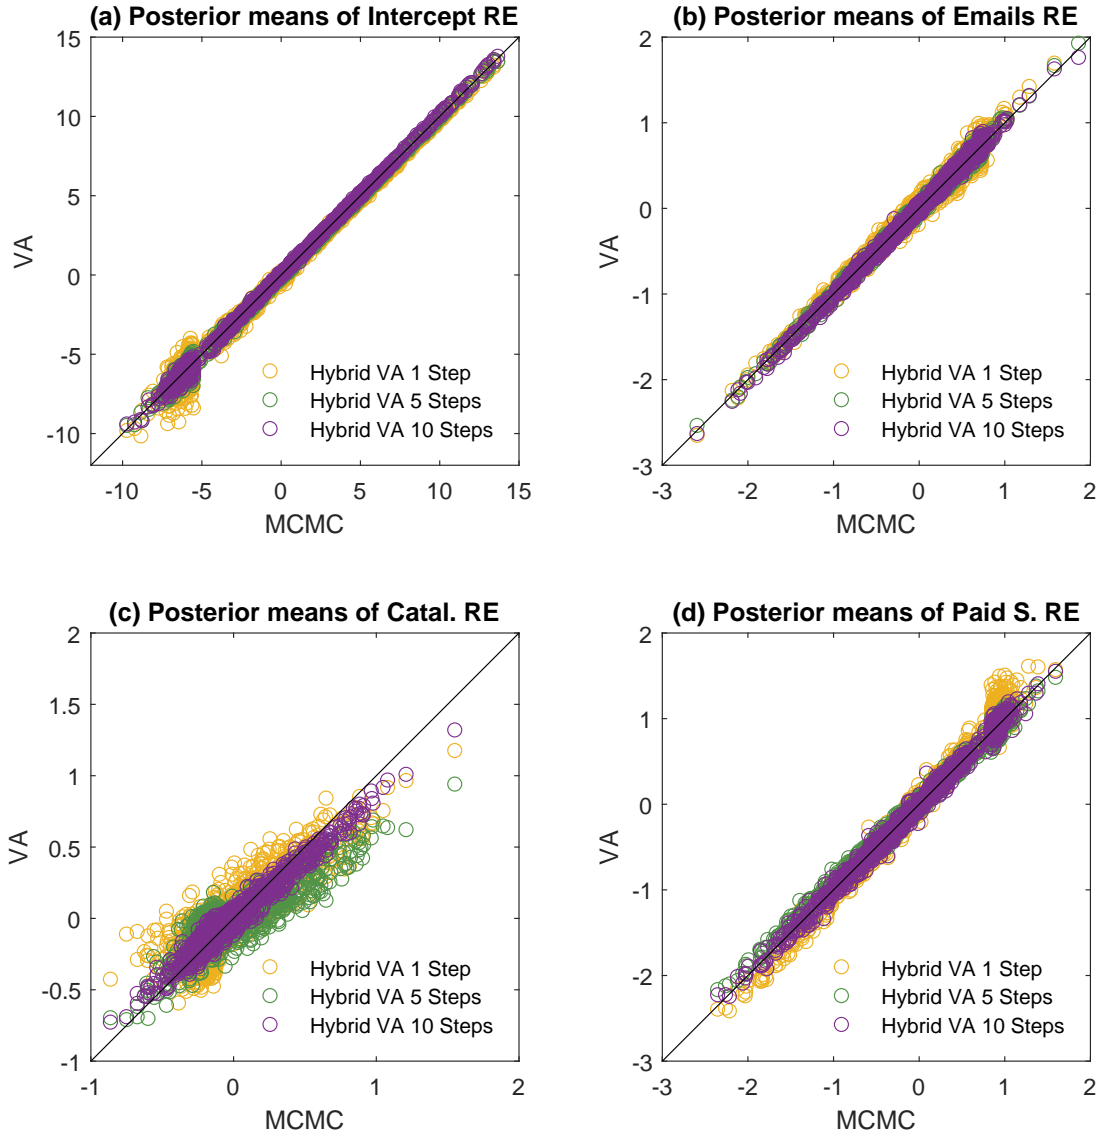 (a) Posterior means of Intercept RE
15
10
5
0
-5
-10
VA
-10 -5 0 5 10 15
MCMC
Hybrid VA 1 Step
Hybrid VA 5 Steps
Hybrid VA 10 Steps
(b) Posterior means of Emails RE
2
1
0
-1
-2
-3
VA
-3 -2 -1 0 1 2
MCMC
Hybrid VA 1 Step
Hybrid VA 5 Steps
Hybrid VA 10 Steps
(c) Posterior means of Catal. RE
2
1.5
1
0.5
0
-0.5
-1
VA
-1 0 1 2
MCMC
Hybrid VA 1 Step
Hybrid VA 5 Steps
Hybrid VA 10 Steps
(d) Posterior means of Paid S. RE
2
1
0
-1
-2
-3
VA
-3 -2 -1 0 1 2
MCMC
Hybrid VA 1 Step
Hybrid VA 5 Steps
Hybrid VA 10 Steps